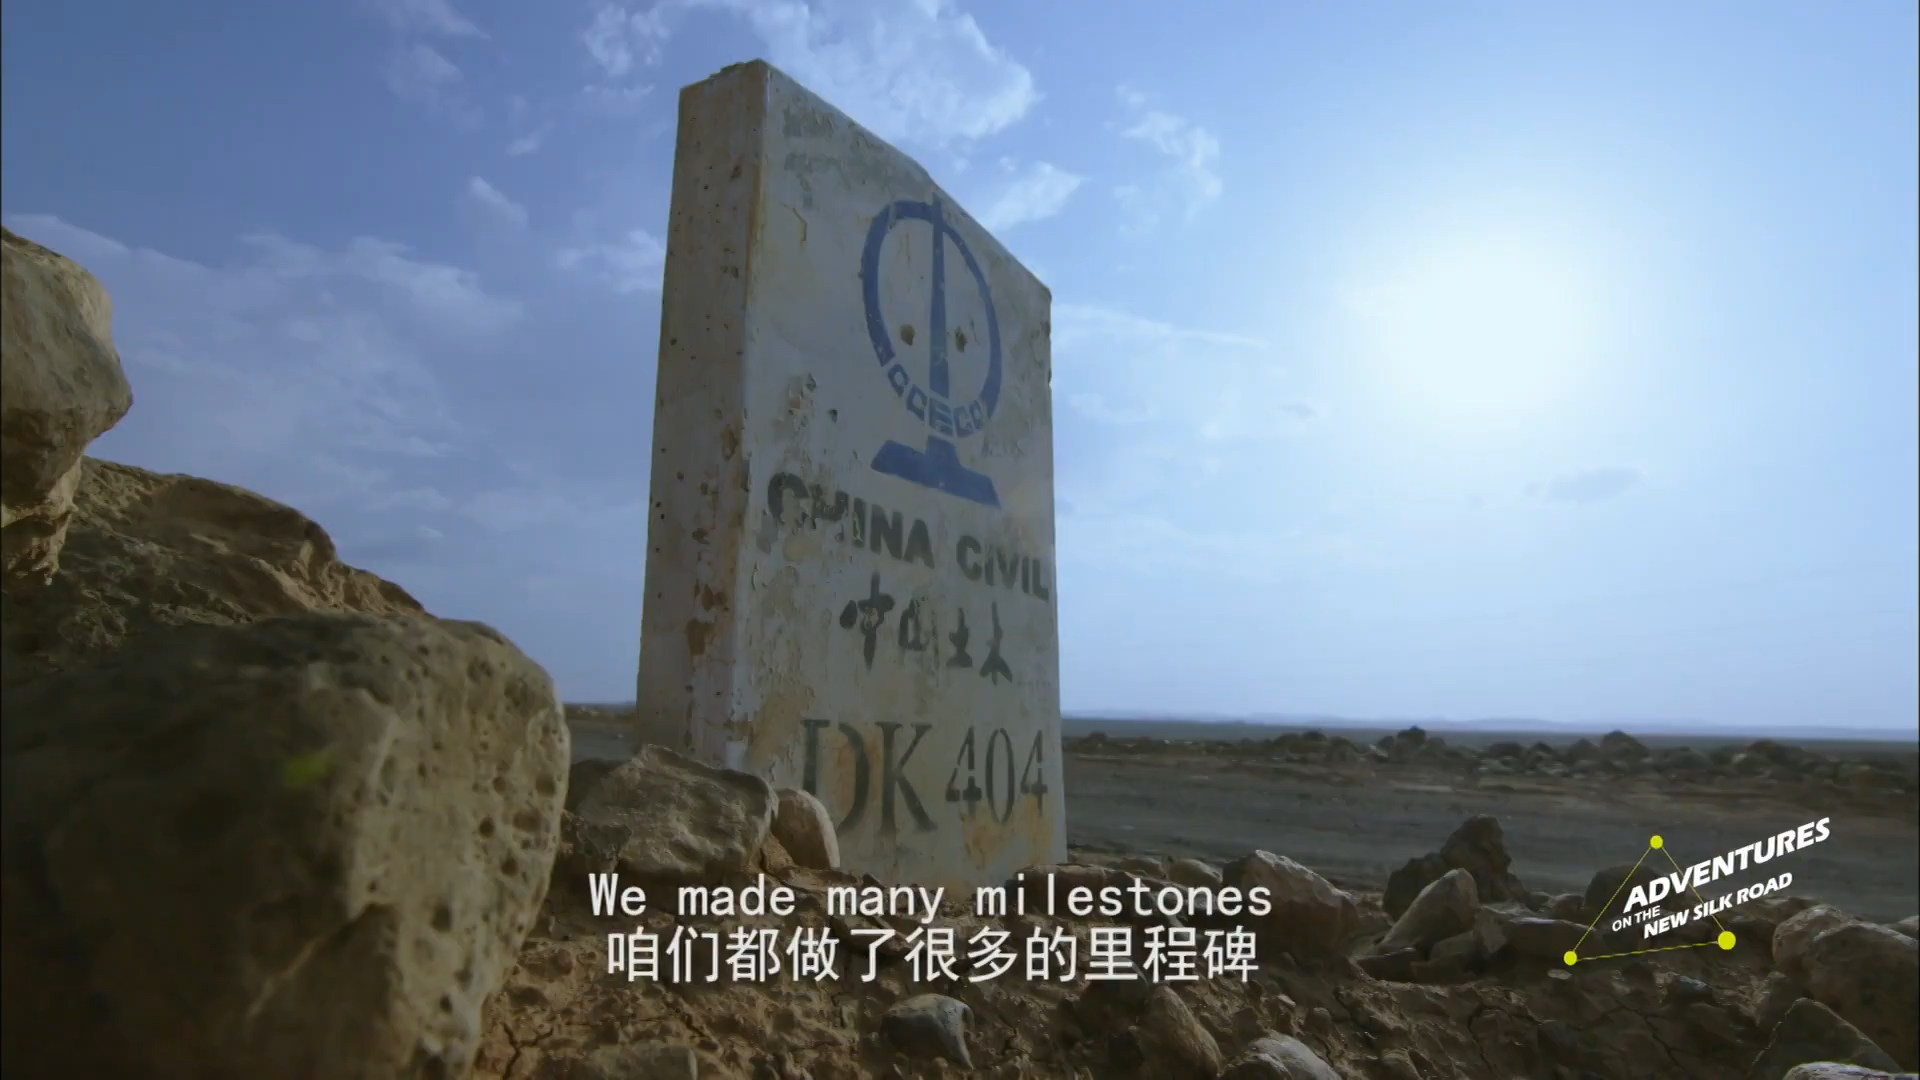 CCECC
CHINA CIVIL
中国土木
DK 404
We made many milestones
咱们都做了很多的里程碑
ADVENTURES
ON THE
NEW SILK ROAD